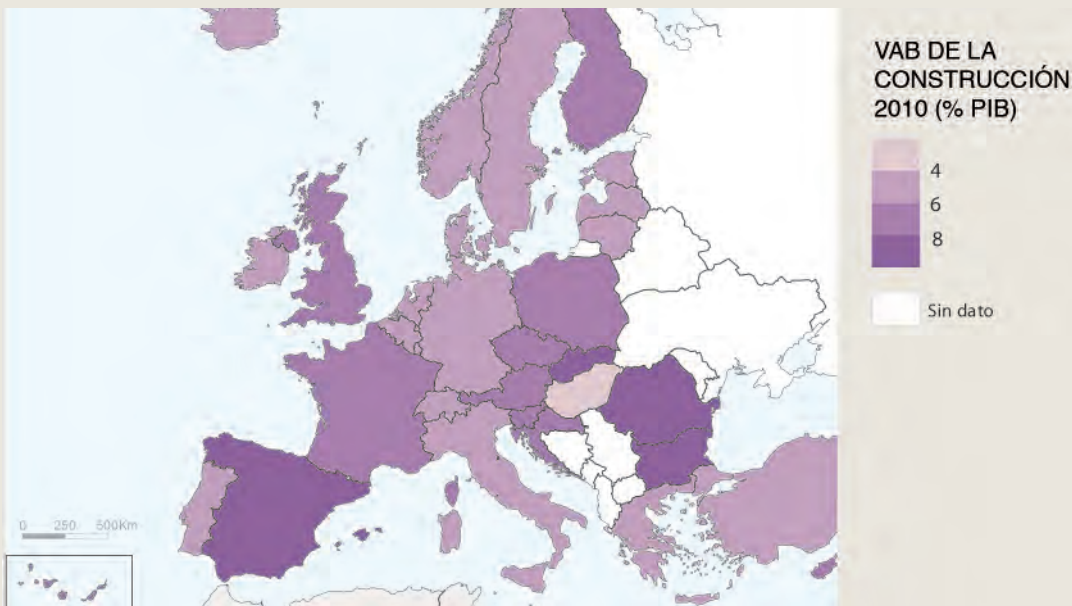 VAB DE LA
CONSTRUCCIÓN
2010 (% PIB)
4
6
8
Sin dato
0 250 500Km